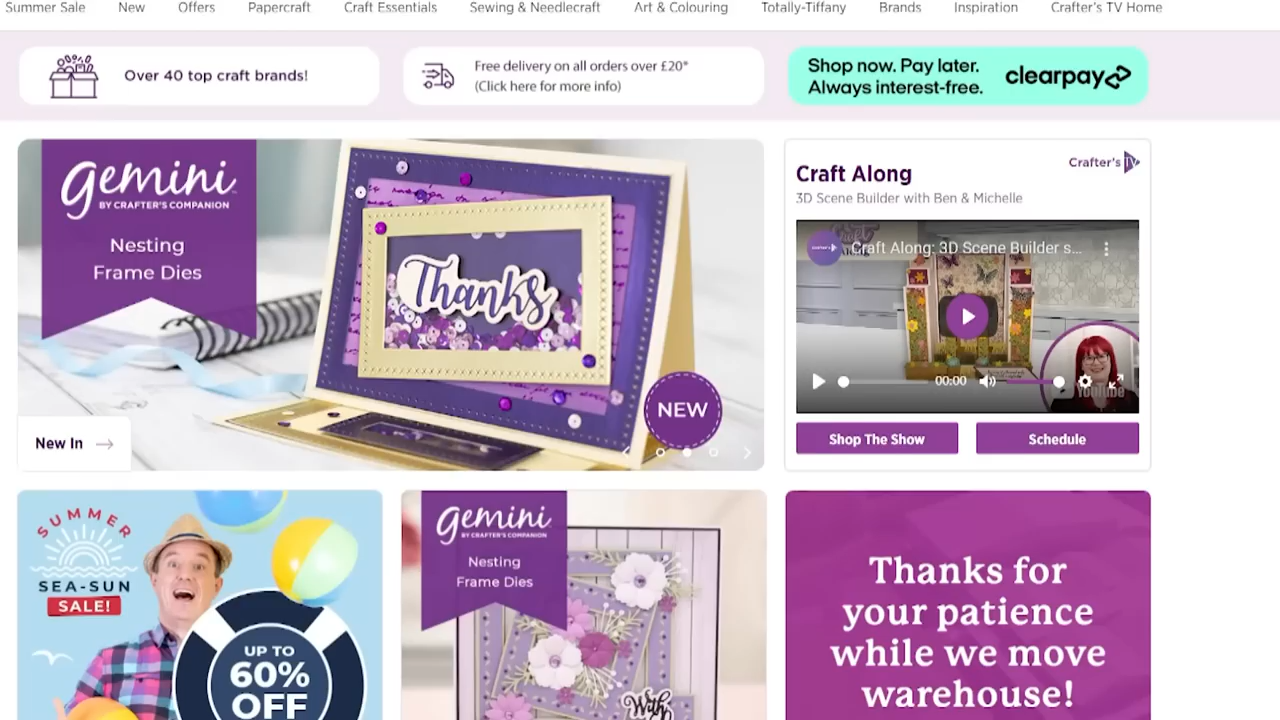 Summer Sale New Offers Papercraft Craft Essentials Sewing & Needlecraft Art & Colouring Totally-Tiffany Brands Inspiration Crafter's TV Home
Over 40 top craft brands!
Free delivery on all orders over £20*
(Click here for more info)
Shop now. Pay later.
Always interest-free.
clearpay
gemini
BY CRAFTER'S COMPANION
Nesting
Frame Dies
Thanks
NEW
New In
Crafter's TV
Craft Along
3D Scene Builder with Ben & Michelle
Craft Along: 3D Scene Builder s...
00:00
YouTube
Shop The Show
Schedule
SUMMER
SEA-SUN
SALE!
UP TO
60%
OFF
gemini
BY CRAFTER'S COMPANION
Nesting
Frame Dies
With
Thanks for
your patience
while we move
warehouse!